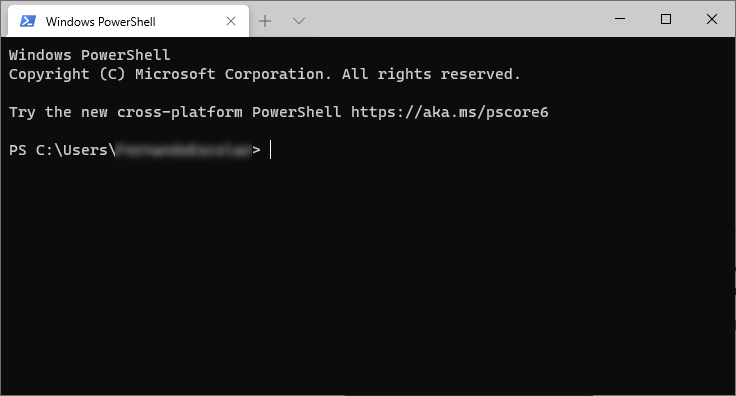 Windows PowerShell
Windows PowerShell
Copyright (C) Microsoft Corporation. All rights reserved.
Try the new cross-platform PowerShell https://aka.ms/pscore6
PS C:\Users\ >